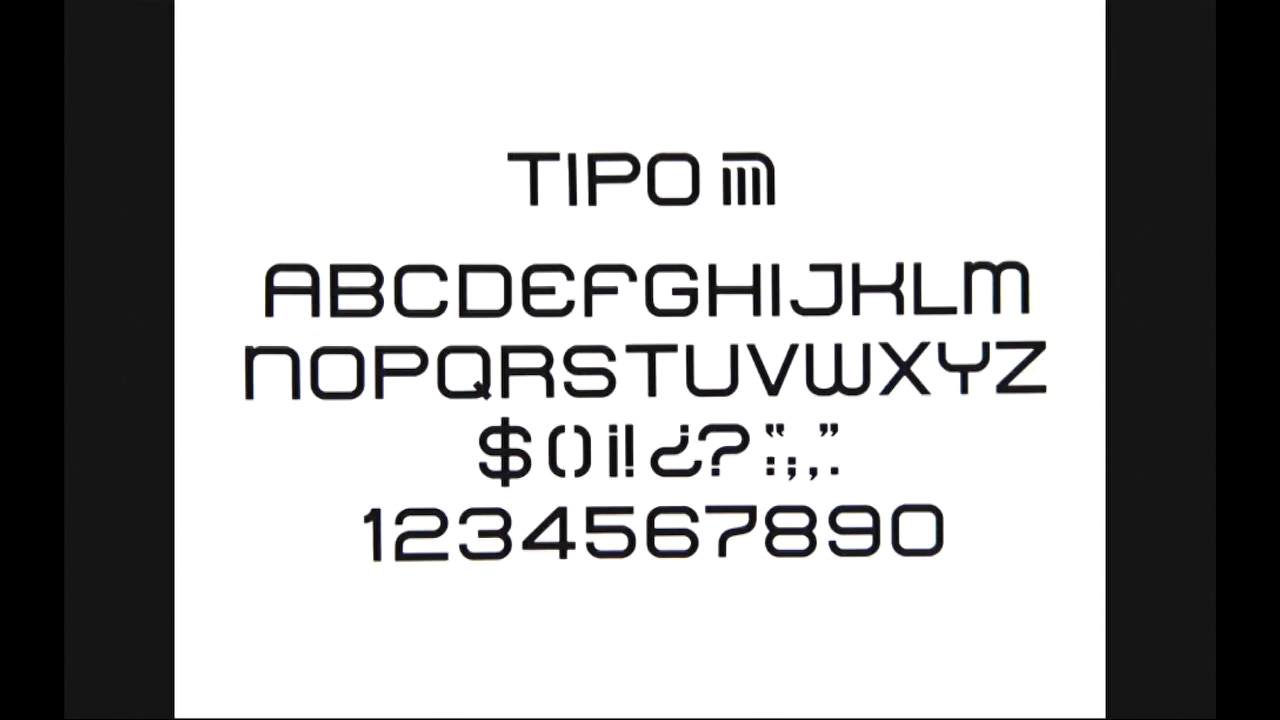 TIPO M
ABCDEFGHIJKLM
NOPQRSTUVWXYZ
$()¡!¿?“:;,.”
1234567890